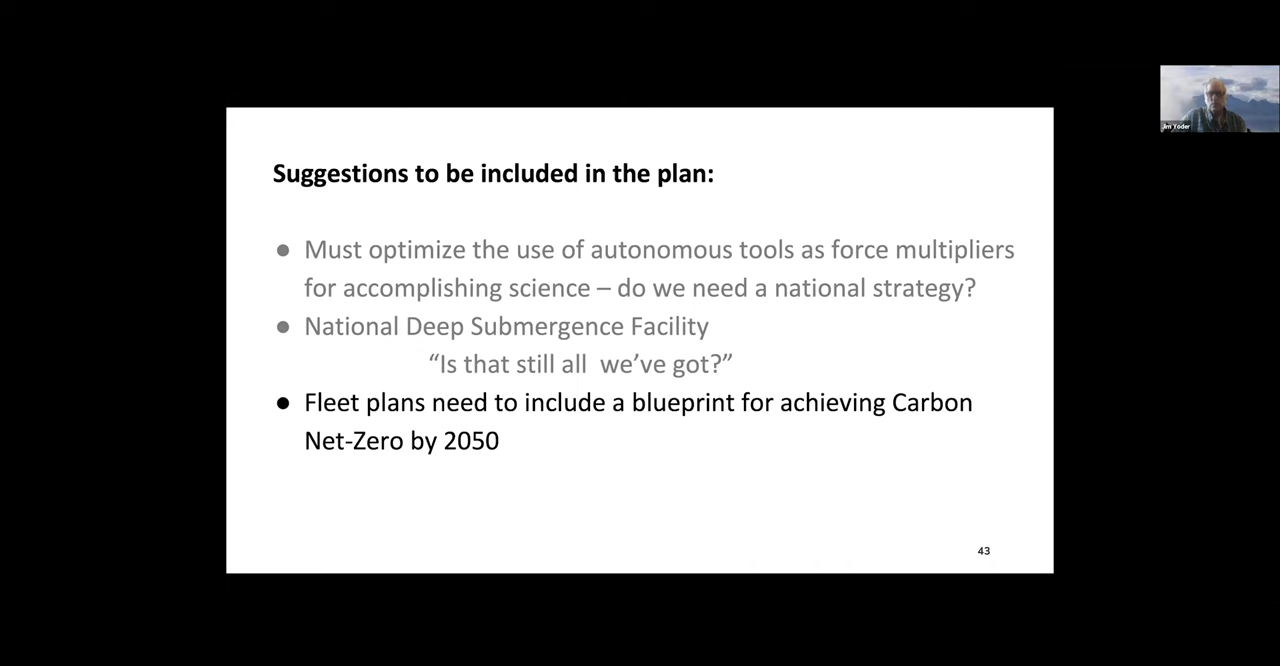 Jim Yoder
Suggestions to be included in the plan:
● Must optimize the use of autonomous tools as force multipliers
for accomplishing science – do we need a national strategy?
● National Deep Submergence Facility
“Is that still all  we’ve got?”
● Fleet plans need to include a blueprint for achieving Carbon
Net-Zero by 2050
43